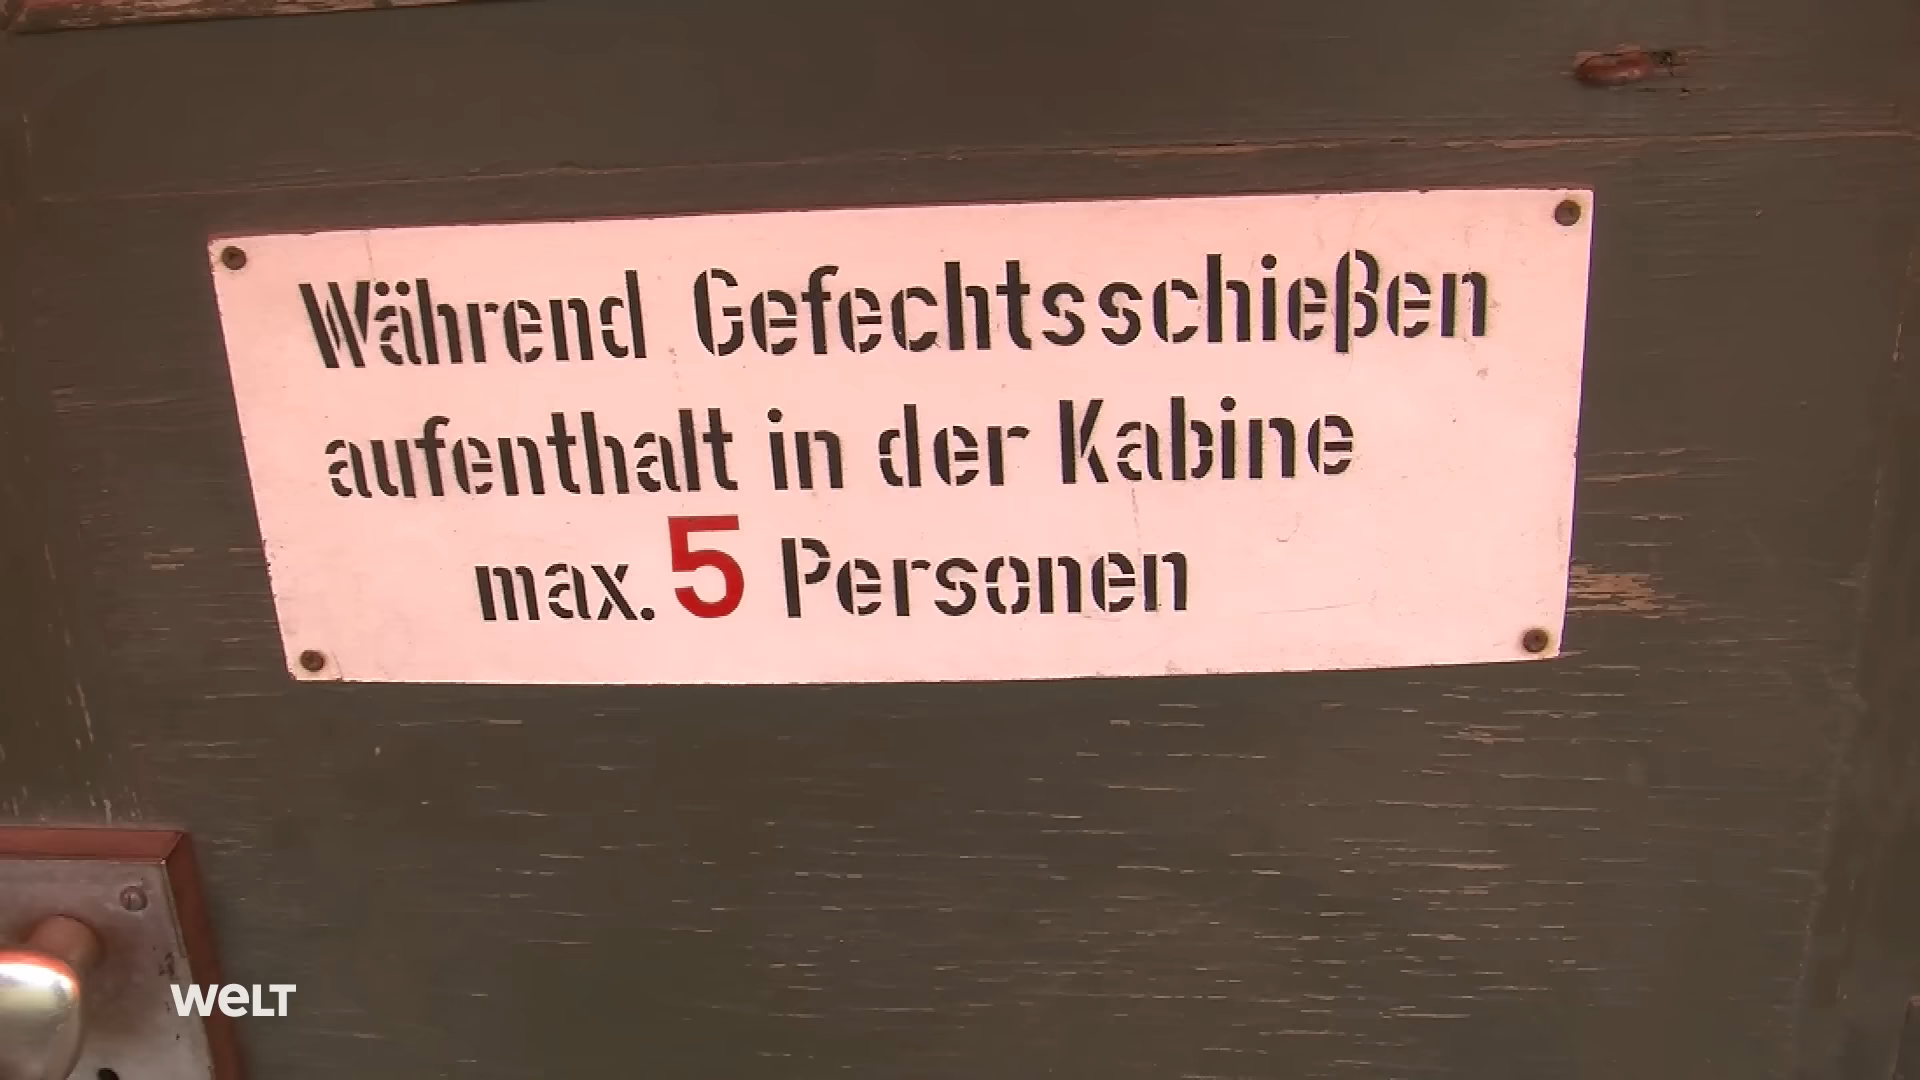 Während Gefechtsschießen
aufenthalt in der Kabine
max. 5 Personen
WELT